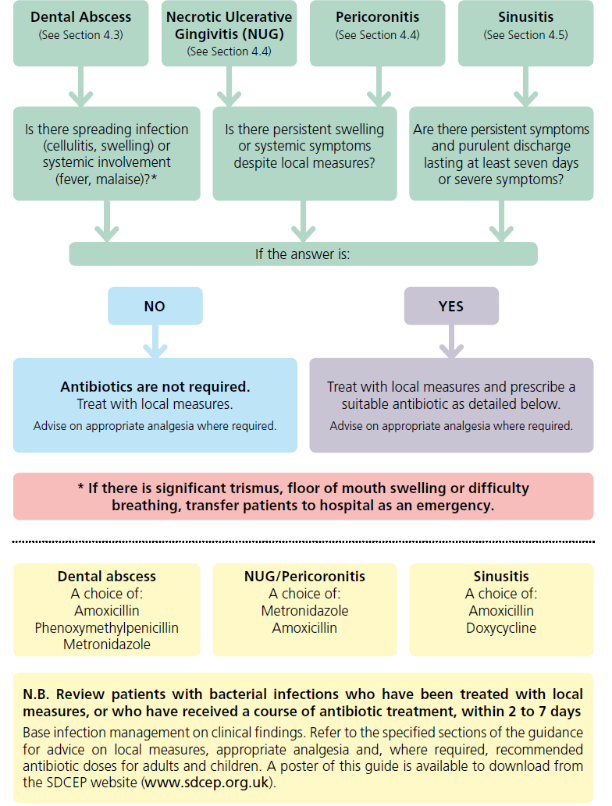 Dental Abscess
(See Section 4.3)
Necrotic Ulcerative
Gingivitis (NUG)
(See Section 4.4)
Pericoronitis
(See Section 4.4)
Sinusitis
(See Section 4.5)
Is there spreading infection
(cellulitis, swelling) or
systemic involvement
(fever, malaise)?*
Is there persistent swelling
or systemic symptoms
despite local measures?
Are there persistent symptoms
and purulent discharge
lasting at least seven days
or severe symptoms?
If the answer is:
NO
YES
Antibiotics are not required.
Treat with local measures.
Advise on appropriate analgesia where required.
Treat with local measures and prescribe a
suitable antibiotic as detailed below.
Advise on appropriate analgesia where required.
* If there is significant trismus, floor of mouth swelling or difficulty
breathing, transfer patients to hospital as an emergency.
Dental abscess
A choice of:
Amoxicillin
Phenoxymethylpenicillin
Metronidazole
NUG/Pericoronitis
A choice of:
Metronidazole
Amoxicillin
Sinusitis
A choice of:
Amoxicillin
Doxycycline
N.B. Review patients with bacterial infections who have been treated with local
measures, or who have received a course of antibiotic treatment, within 2 to 7 days
Base infection management on clinical findings. Refer to the specified sections of the guidance
for advice on local measures, appropriate analgesia and, where required, recommended
antibiotic doses for adults and children. A poster of this guide is available to download from
the SDCEP website (www.sdcep.org.uk).